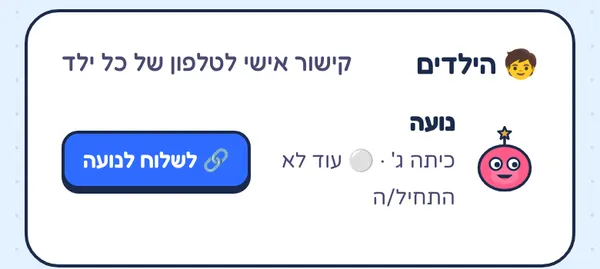 🧒 הילדים
קישור אישי לטלפון של כל ילד
נועה
כיתה ג' · ⚪ עוד לא
התחיל/ה
🔗 לשלוח לנועה